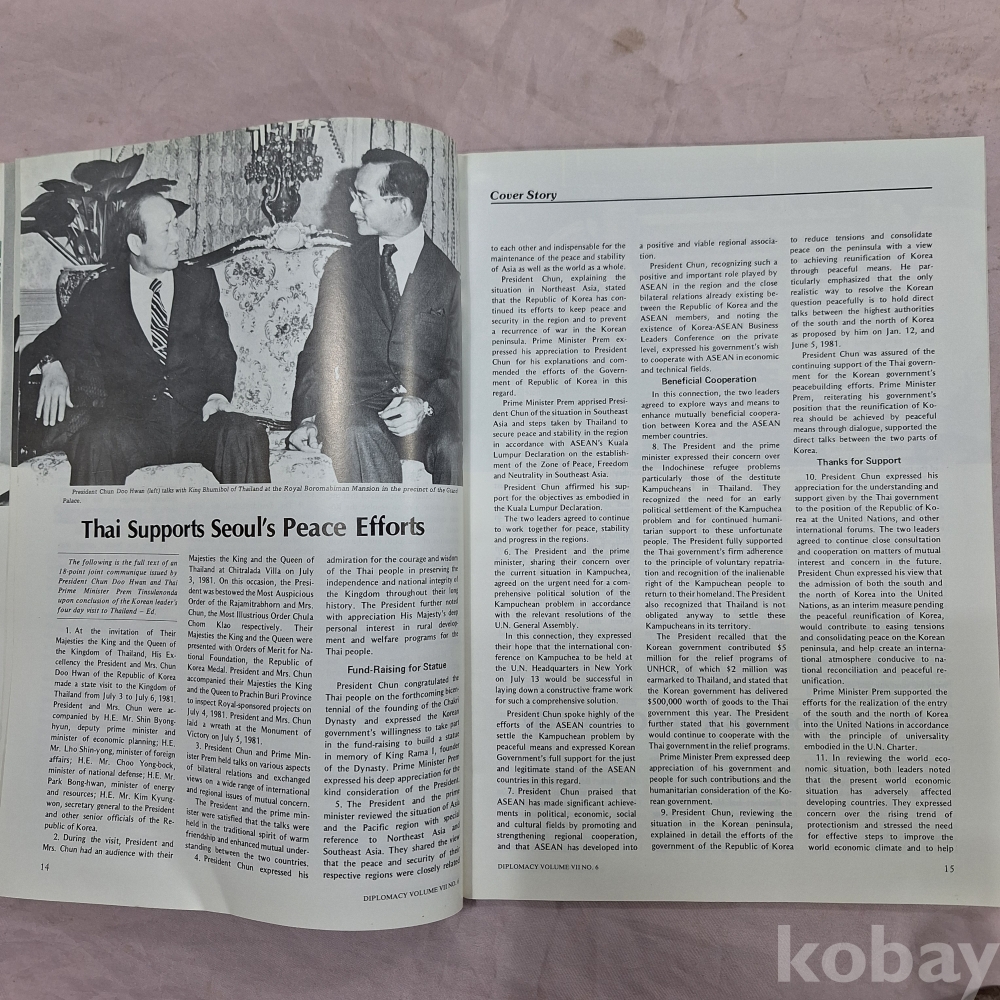 President Chun Doo Hwan (left) talks with King Bhumibol of Thailand at the Royal Boromabiman Mansion in the precinct of the Grand
Palace.
Thai Supports Seoul's Peace Efforts
The following is the full text of an
18-point joint communique issued by
President Chun Doo Hwan and Thai
Prime Minister Prem Tinsulanonda
upon conclusion of the Korean leader's
four day visit to Thailand – Ed.
1. At the invitation of Their
Majesties the King and the Queen of
the Kingdom of Thailand, His Ex-
cellency the President and Mrs. Chun
Doo Hwan of the Republic of Korea
made a state visit to the Kingdom of
Thailand from July 3 to July 6, 1981.
President and Mrs. Chun were ac-
companied by H.E. Mr. Shin Byong-
hyun, deputy prime minister and
minister of economic planning; H.E.
Mr. Lho Shin-yong, minister of foreign
affairs; H.E. Mr. Choo Yong-bock,
minister of national defense; H.E. Mr.
Park Bong-hwan, minister of energy
and resources; H.E. Mr. Kim Kyung-
won, secretary general to the President
and other senior officials of the Re-
public of Korea.
2. During the visit, President and
Mrs. Chun had an audience with their
Majesties the King and the Queen of
Thailand at Chitralada Villa on July
3, 1981. On this occasion, the Presi-
dent was bestowed the Most Auspicious
Order of the Rajamitrabhorn and Mrs.
Chun, the Most Illustrious Order Chula
Chom Klao respectively. Their
Majesties the King and the Queen were
presented with Orders of Merit for Na-
tional Foundation, the Republic of
Korea Medal. President and Mrs. Chun
accompanied their Majesties the King
and the Queen to Prachin Buri Province
to inspect Royal-sponsored projects on
July 4, 1981. President and Mrs. Chun
laid a wreath at the Monument of
Victory on July 5, 1981.
3. President Chun and Prime Min-
ister Prem held talks on various aspects
of bilateral relations and exchanged
views on a wide range of international
and regional issues of mutual concern.
The President and the prime min-
ister were satisfied that the talks were
held in the traditional spirit of warm
friendship and enhanced mutual under-
standing between the two countries.
4. President Chun expressed his
admiration for the courage and wisdom
of the Thai people in preserving the
independence and national integrity of
the Kingdom throughout their long
history. The President further noted
with appreciation His Majesty's deep
personal interest in rural develop-
ment and welfare programs for the
Thai people.
Fund-Raising for Statue
President Chun congratulated the
Thai people on the forthcoming bicen-
tennial of the founding of the Chakri
Dynasty and expressed the Korean
government's willingness to take part
in the fund-raising to build a statue
in memory of King Rama I, founder
of the Dynasty. Prime Minister Prem
expressed his deep appreciation for the
kind consideration of the President.
5. The President and the prime
minister reviewed the situation of Asia
and the Pacific region with special
reference to Northeast Asia and
Southeast Asia. They shared the view
that the peace and security of their
respective regions were closely related
14
DIPLOMACY VOLUME VII NO. 6
Cover Story
to each other and indispensable for the
maintenance of the peace and stability
of Asia as well as the world as a whole.
President Chun, explaining the
situation in Northeast Asia, stated
that the Republic of Korea has con-
tinued its efforts to keep peace and
security in the region and to prevent
a recurrence of war in the Korean
peninsula. Prime Minister Prem ex-
pressed his appreciation to President
Chun for his explanations and com-
mended the efforts of the Govern-
ment of Republic of Korea in this
regard.
Prime Minister Prem apprised Presi-
dent Chun of the situation in Southeast
Asia and steps taken by Thailand to
secure peace and stability in the region
in accordance with ASEAN's Kuala
Lumpur Declaration on the establish-
ment of the Zone of Peace, Freedom
and Neutrality in Southeast Asia.
President Chun affirmed his sup-
port for the objectives as embodied in
the Kuala Lumpur Declaration.
The two leaders agreed to continue
to work together for peace, stability
and progress in the regions.
6. The President and the prime
minister, sharing their concern over
the current situation in Kampuchea,
agreed on the urgent need for a com-
prehensive political solution of the
Kampuchean problem in accordance
with the relevant resolutions of the
U.N. General Assembly.
In this connection, they expressed
their hope that the international con-
ference on Kampuchea to be held at
the U.N. Headquarters in New York
on July 13 would be successful in
laying down a constructive frame work
for such a comprehensive solution.
President Chun spoke highly of the
efforts of the ASEAN countries to
settle the Kampuchean problem by
peaceful means and expressed Korean
Government's full support for the just
and legitimate stand of the ASEAN
countries in this regard.
7. President Chun praised that
ASEAN has made significant achieve-
ments in political, economic, social
and cultural fields by promoting and
strengthening regional cooperation,
and that ASEAN has developed into
a positive and viable regional associa-
tion.
President Chun, recognizing such a
positive and important role played by
ASEAN in the region and the close
bilateral relations already existing be-
tween the Republic of Korea and the
ASEAN members, and noting the
existence of Korea-ASEAN Business
Leaders Conference on the private
level, expressed his government's wish
to cooperate with ASEAN in economic
and technical fields.
Beneficial Cooperation
In this connection, the two leaders
agreed to explore ways and means to
enhance mutually beneficial coopera-
tion between Korea and the ASEAN
member countries.
8. The President and the prime
minister expressed their concern over
the Indochinese refugee problems
particularly those of the destitute
Kampucheans in Thailand. They
recognized the need for an early
political settlement of the Kampuchea
problem and for continued humani-
tarian support to these unfortunate
people. The President fully supported
the Thai government's firm adherence
to the principle of voluntary repatria-
tion and recognition of the inalienable
right of the Kampuchean people to
return to their homeland. The President
also recognized that Thailand is not
obligated anyway to settle these
Kampucheans in its territory.
The President recalled that the
Korean government contributed $5
million for the relief programs of
UNHCR, of which $2 million was
earmarked to Thailand, and stated that
the Korean government has delivered
$500,000 worth of goods to the Thai
government this year. The President
further stated that his government
would continue to cooperate with the
Thai government in the relief programs.
Prime Minister Prem expressed deep
appreciation of his government and
people for such contributions and the
humanitarian consideration of the Ko-
rean government.
9. President Chun, reviewing the
situation in the Korean peninsula,
explained in detail the efforts of the
government of the Republic of Korea
to reduce tensions and consolidate
peace on the peninsula with a view
to achieving reunification of Korea
through peaceful means. He par-
ticularly emphasized that the only
realistic way to resolve the Korean
question peacefully is to hold direct
talks between the highest authorities
of the south and the north of Korea
as proposed by him on Jan. 12, and
June 5, 1981.
President Chun was assured of the
continuing support of the Thai govern-
ment for the Korean government's
peacebuilding efforts. Prime Minister
Prem, reiterating his government's
position that the reunification of Ko-
rea should be achieved by peaceful
means through dialogue, supported the
direct talks between the two parts of
Korea.
Thanks for Support
10. President Chun expressed his
appreciation for the understanding and
support given by the Thai government
to the position of the Republic of Ko-
rea at the United Nations, and other
international forums. The two leaders
agreed to continue close consultation
and cooperation on matters of mutual
interest and concern in the future.
President Chun expressed his view that
the admission of both the south and
the north of Korea into the United
Nations, as an interim measure pending
the peaceful reunification of Korea,
would contribute to easing tensions
and consolidating peace on the Korean
peninsula, and help create an interna-
tional atmosphere conducive to na-
tional reconciliation and peaceful re-
unification.
Prime Minister Prem supported the
efforts for the realization of the entry
of the south and the north of Korea
into the United Nations in accordance
with the principle of universality
embodied in the U.N. Charter.
11. In reviewing the world eco-
nomic situation, both leaders noted
that the present world economic
situation has adversely affected
developing countries. They expressed
concern over the rising trend of
protectionism and stressed the need
for effective steps to improve the
world economic climate and to help
DIPLOMACY VOLUME VII NO. 6
15
kobay